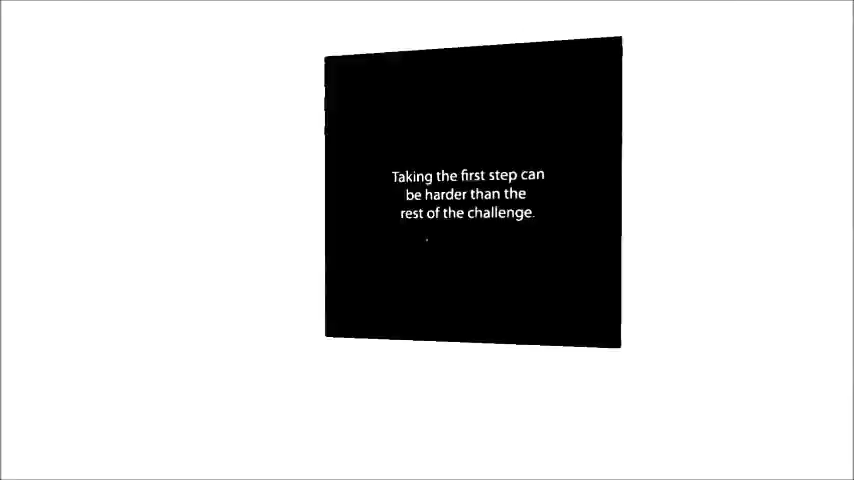 Taking the first step can
be harder than the
rest of the challenge.